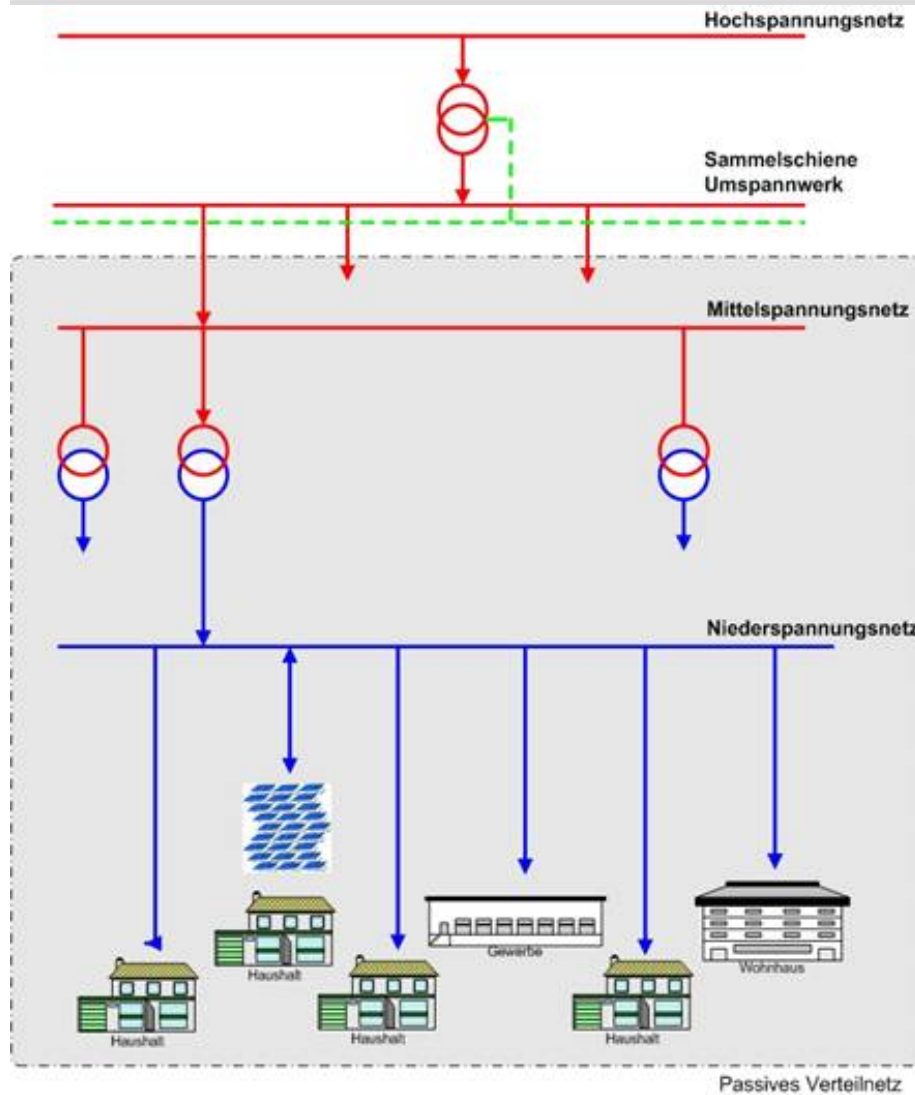 Hochspannungsnetz
Sammelschiene
Umspannwerk
Mittelspannungsnetz
Niederspannungsnetz
Gewerbe
Wohnhaus
Haushalt
Haushalt
Haushalt
Haushalt
Passives Verteilnetz